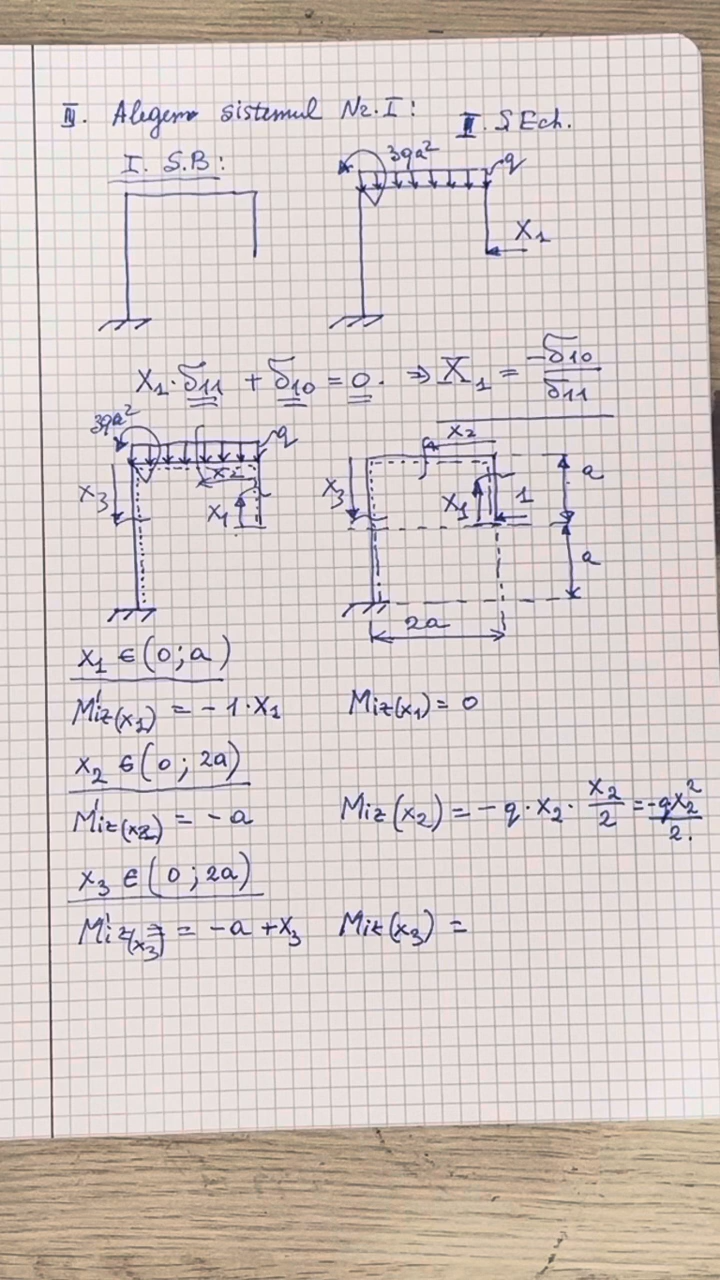 II. Alegem sistemul Nr. I:
II. S Ech.
I. S.B:
3qa²
q
X₁
X₁·δ₁₁ + δ₁₀ = 0. ⇒ X₁ = -δ₁₀/δ₁₁
3qa²
q
x₂
x₃
x₁
x₂
x₃
x₁
1
a
a
2a
x₁ ∈ (0; a)
M'iz(x₁) = -1·x₁
Miz(x₁) = 0
x₂ ∈ (0; 2a)
M'iz(x₂) = -a
Miz(x₂) = -q·x₂·x₂/2 = -qx₂²/2.
x₃ ∈ (0; 2a)
M'iz(x₃) = -a + x₃
Miz(x₃) =